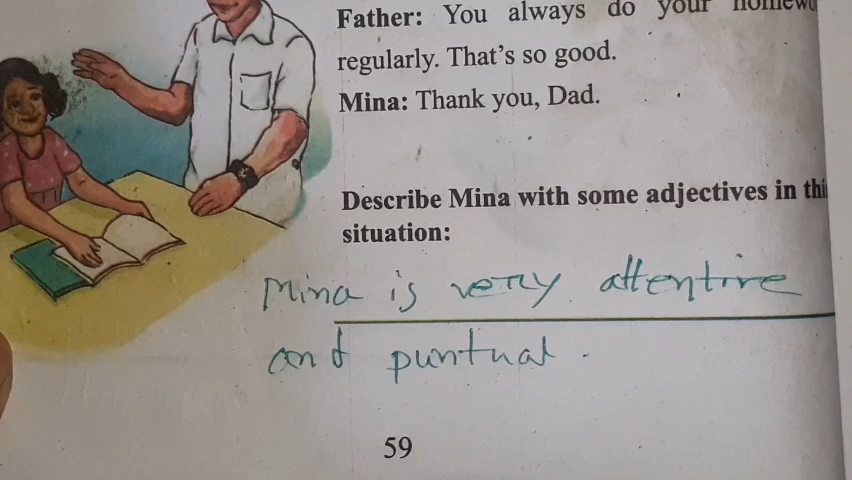 Father: You always do your
regularly. That's so good.
Mina: Thank you, Dad.
Describe Mina with some adjectives in
situation:
Mina is very attentive
and puntual.
59